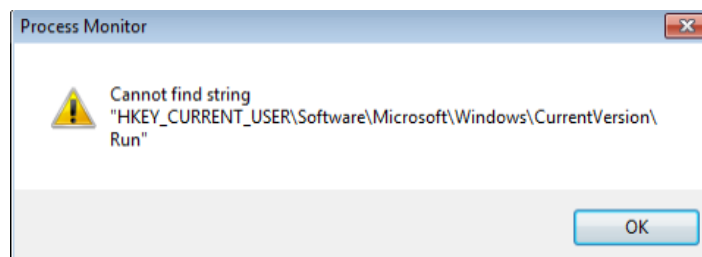 Process Monitor
Cannot find string
"HKEY_CURRENT_USER\Software\Microsoft\Windows\CurrentVersion\
Run"
OK